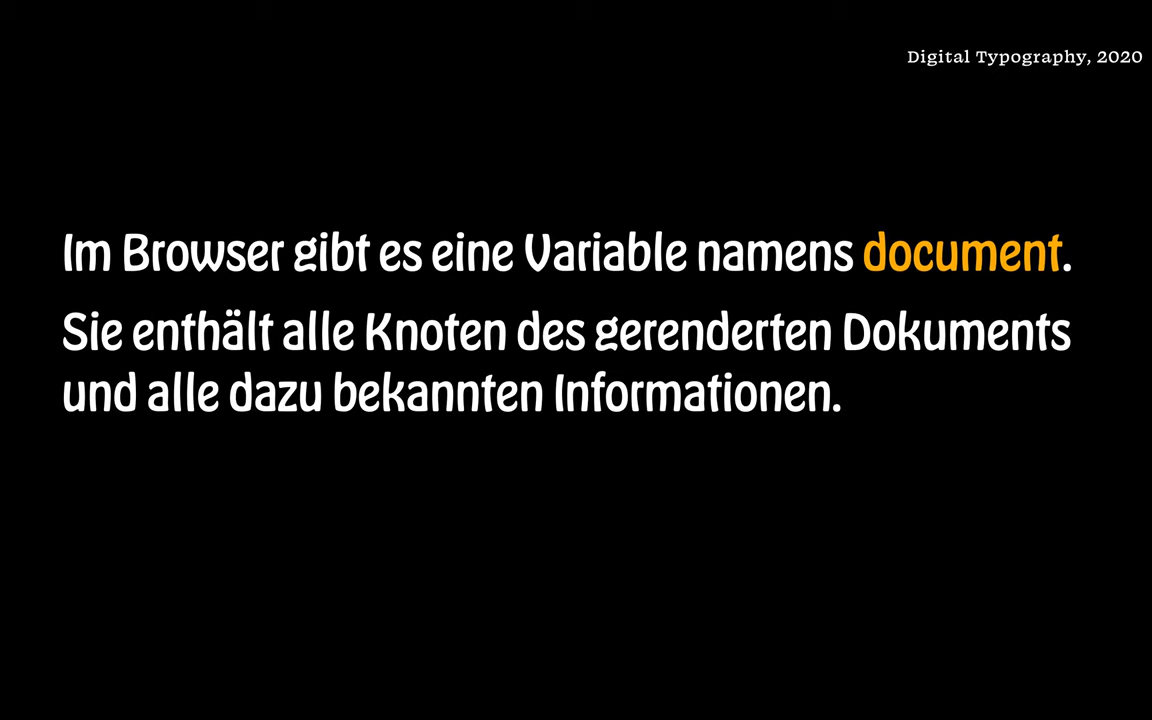 Digital Typography, 2020
Im Browser gibt es eine Variable namens document.
Sie enthält alle Knoten des gerenderten Dokuments
und alle dazu bekannten Informationen.